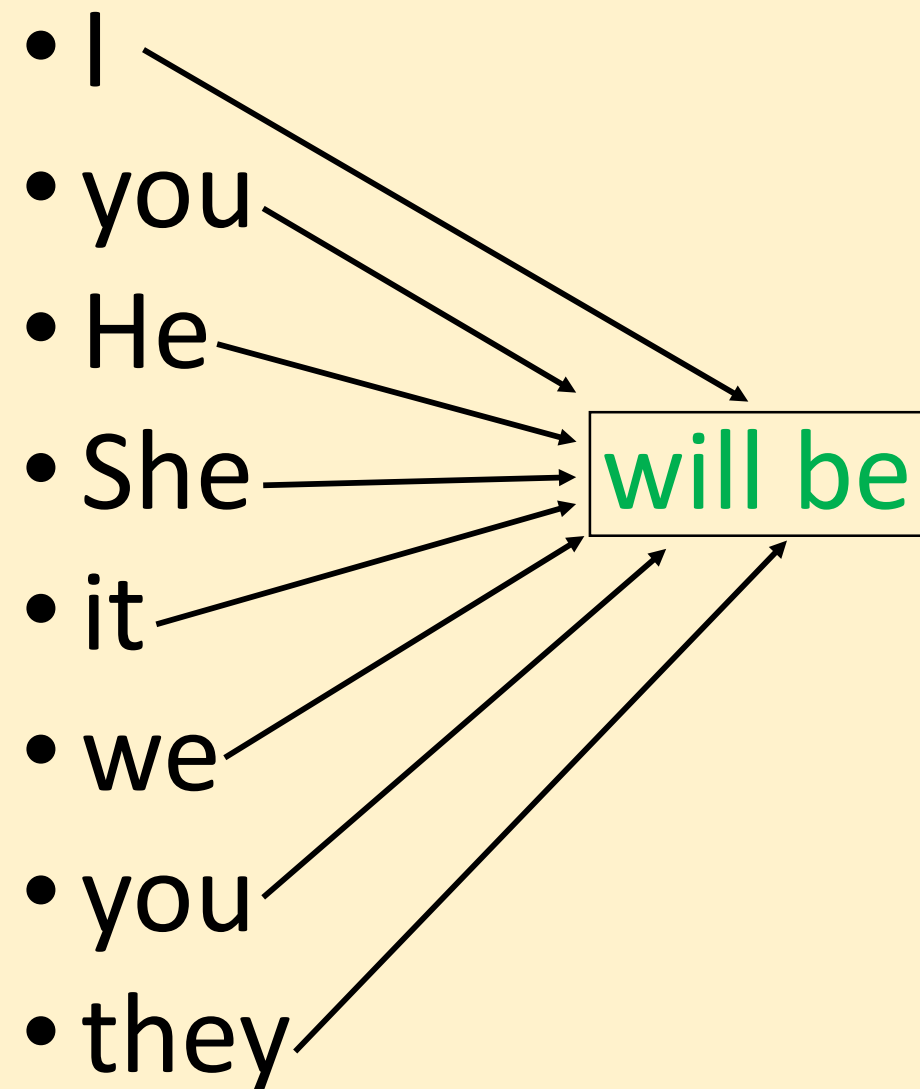 • I
• you
• He
• She
will be
• it
• we
• you
• they